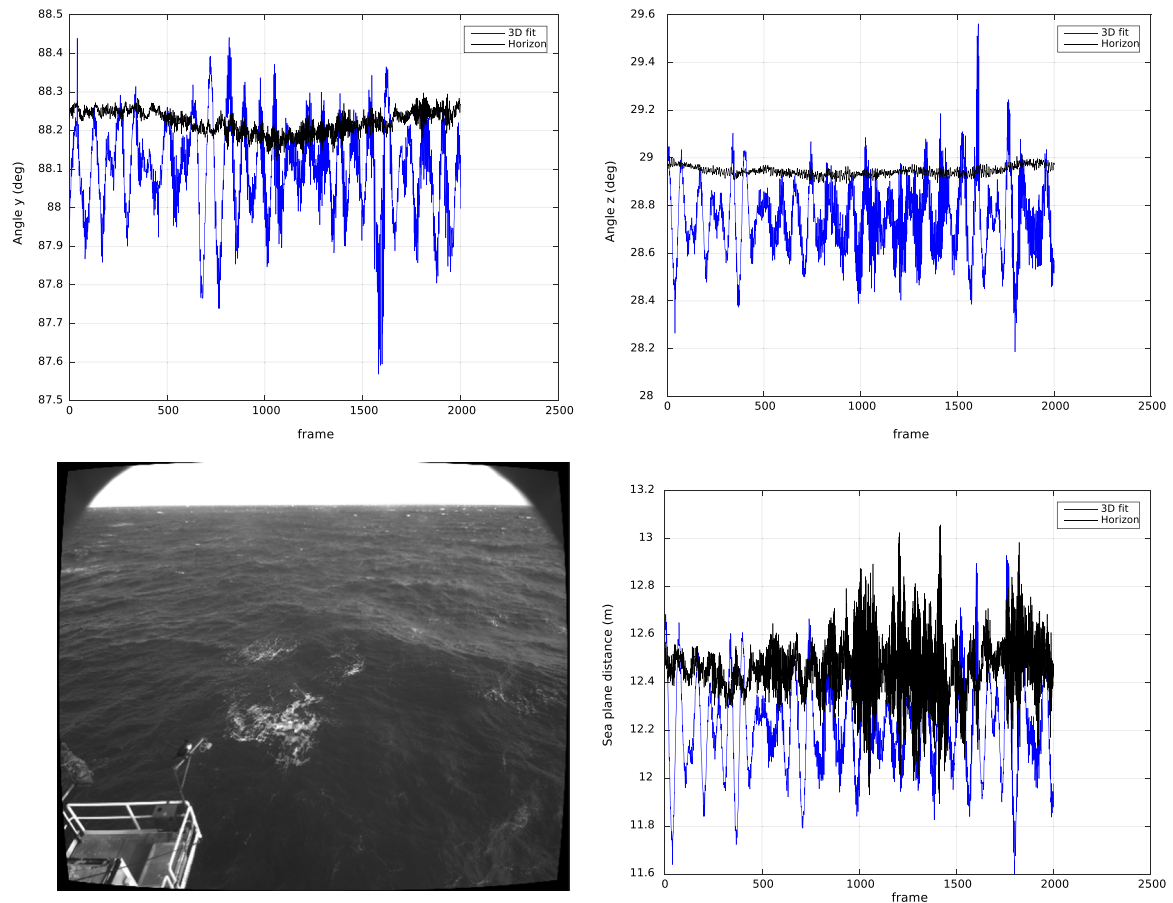 88.5
88.4
88.3
88.2
88.1
88
87.9
87.8
87.7
87.6
87.5
0 500 1000 1500 2000 2500
Angle y (deg)
frame
3D fit
Horizon
29.6
29.4
29.2
29
28.8
28.6
28.4
28.2
28
0 500 1000 1500 2000 2500
Angle z (deg)
frame
3D fit
Horizon
13.2
13
12.8
12.6
12.4
12.2
12
11.8
11.6
0 500 1000 1500 2000 2500
Sea plane distance (m)
frame
3D fit
Horizon